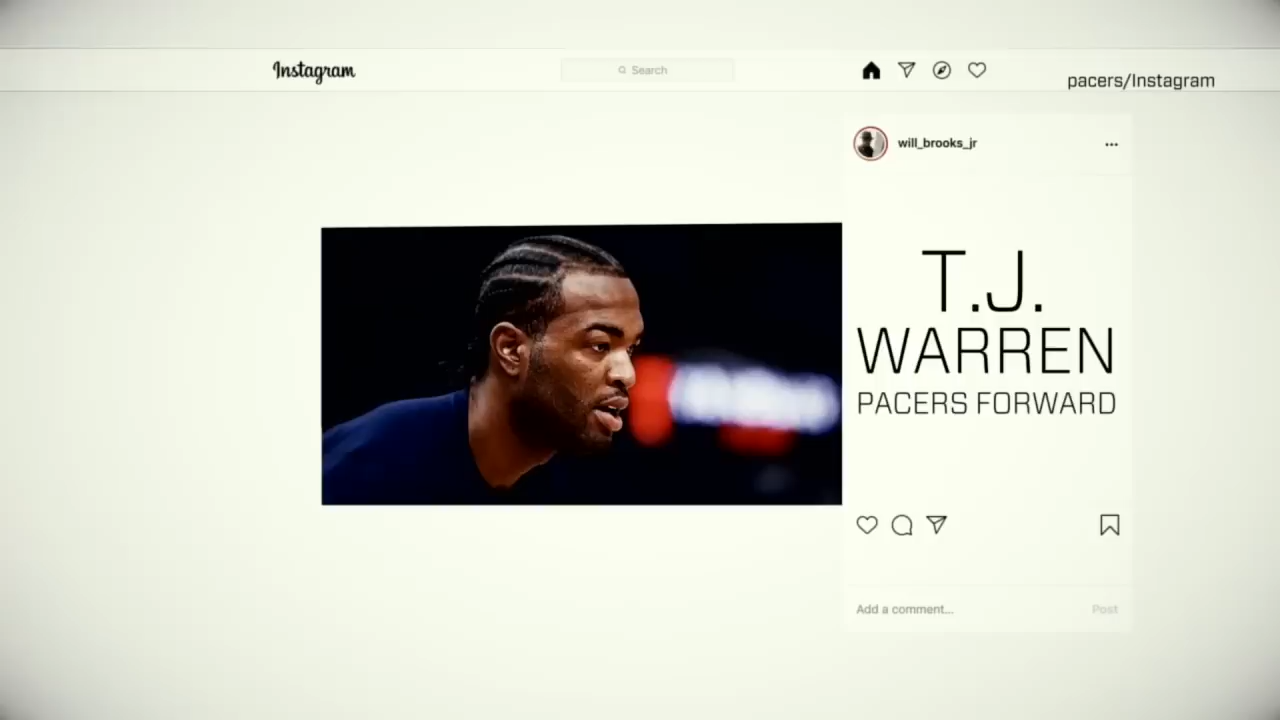 Instagram
Search
pacers/Instagram
will_brooks_jr
T.J.
WARREN
PACERS FORWARD
Add a comment...
Post